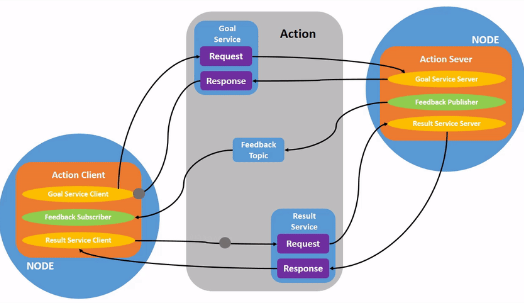 Goal
Service
Request
Response
Action
NODE
Action Sever
Goal Service Server
Feedback Publisher
Result Service Server
Feedback
Topic
Action Client
Goal Service Client
Feedback Subscriber
Result Service Client
NODE
Result
Service
Request
Response